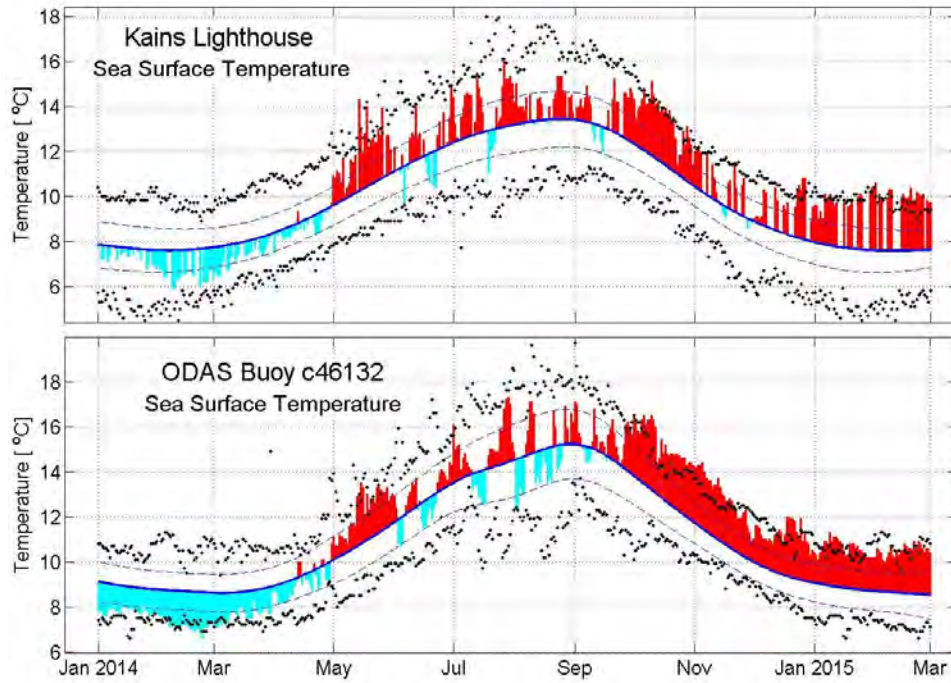 18
16
14
12
10
8
6
Temperature [ °C]
Kains Lighthouse
Sea Surface Temperature
18
16
14
12
10
8
6
Temperature [ °C]
ODAS Buoy c46132
Sea Surface Temperature
Jan 2014 Mar May Jul Sep Nov Jan 2015 Mar